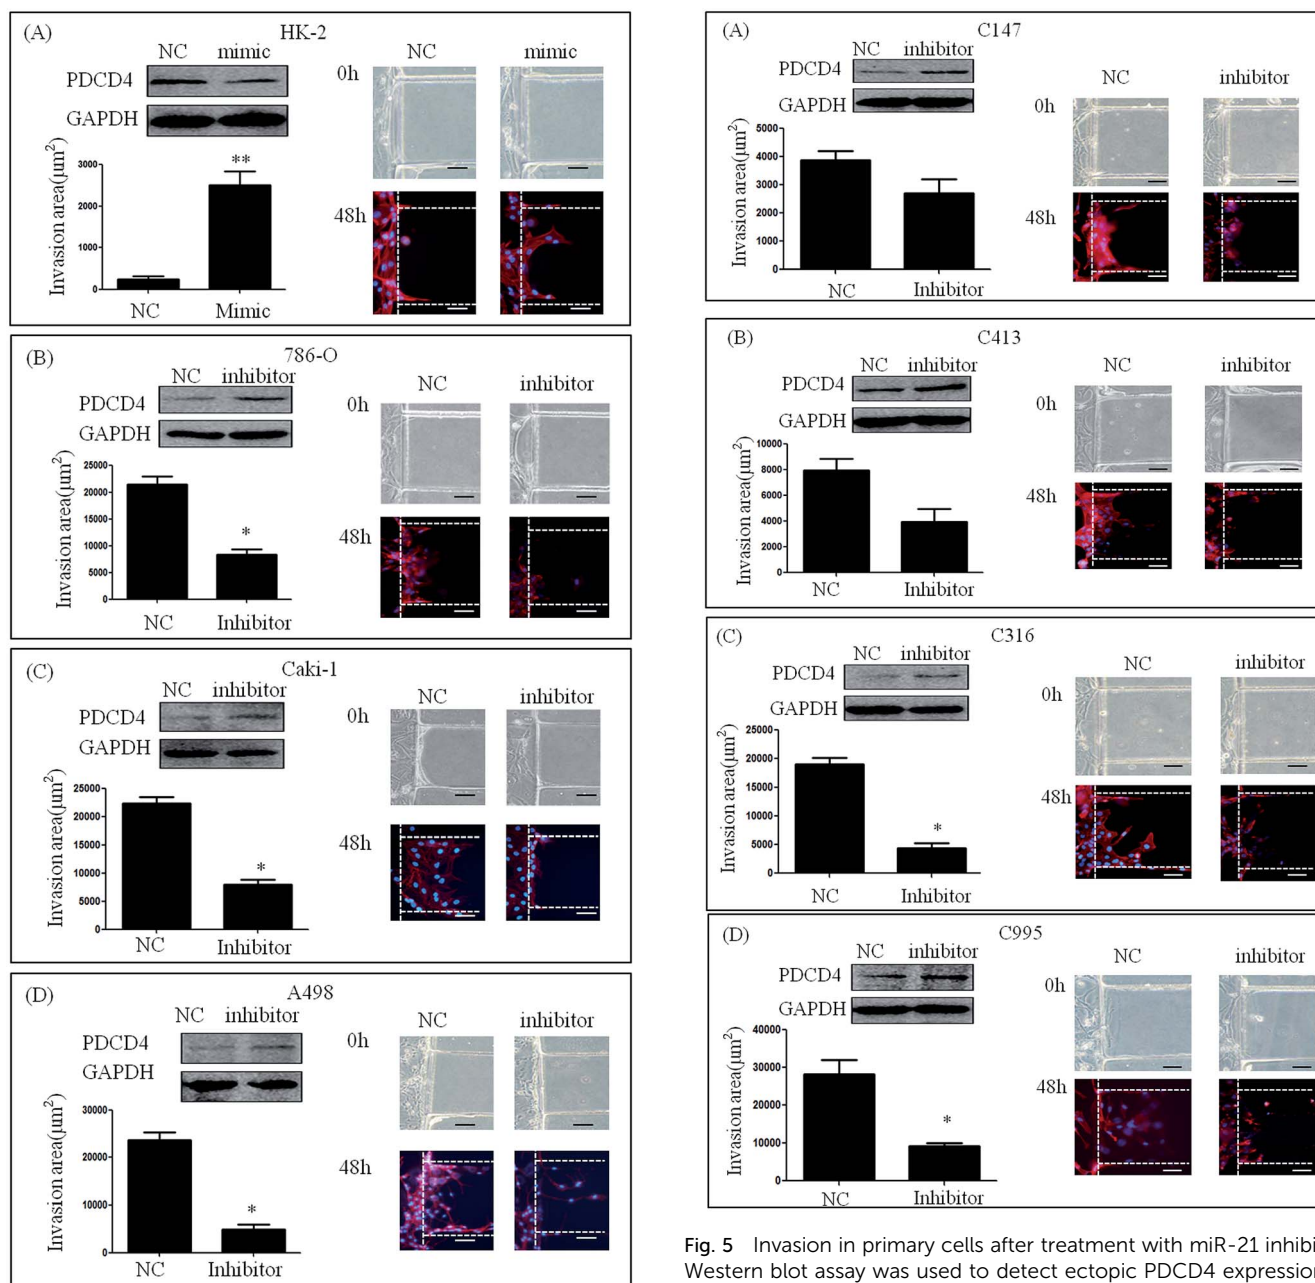 (A)
HK-2
NC mimic
PDCD4
GAPDH
Invasion area(µm²)
3000
2000
1000
0
**
NC Mimic
NC mimic
0h
48h
(B)
786-O
NC inhibitor
PDCD4
GAPDH
Invasion area(µm²)
25000
20000
15000
10000
5000
0
*
NC Inhibitor
NC inhibitor
0h
48h
(C)
Caki-1
NC inhibitor
PDCD4
GAPDH
Invasion area(µm²)
25000
20000
15000
10000
5000
0
*
NC Inhibitor
NC inhibitor
0h
48h
(D)
A498
NC inhibitor
PDCD4
GAPDH
Invasion area(µm²)
30000
20000
10000
0
*
NC Inhibitor
NC inhibitor
0h
48h
(A)
C147
NC inhibitor
PDCD4
GAPDH
Invasion area(µm²)
5000
4000
3000
2000
1000
0
NC Inhibitor
NC inhibitor
0h
48h
(B)
C413
NC inhibitor
PDCD4
GAPDH
Invasion area(µm²)
10000
8000
6000
4000
2000
0
NC Inhibitor
NC inhibitor
0h
48h
(C)
C316
NC inhibitor
PDCD4
GAPDH
Invasion area(µm²)
25000
20000
15000
10000
5000
0
*
NC Inhibitor
NC inhibitor
0h
48h
(D)
C995
NC inhibitor
PDCD4
GAPDH
Invasion area(µm²)
40000
30000
20000
10000
0
*
NC Inhibitor
NC inhibitor
0h
48h
Fig. 5 Invasion in primary cells after treatment with miR-21 inhibi
Western blot assay was used to detect ectopic PDCD4 expression